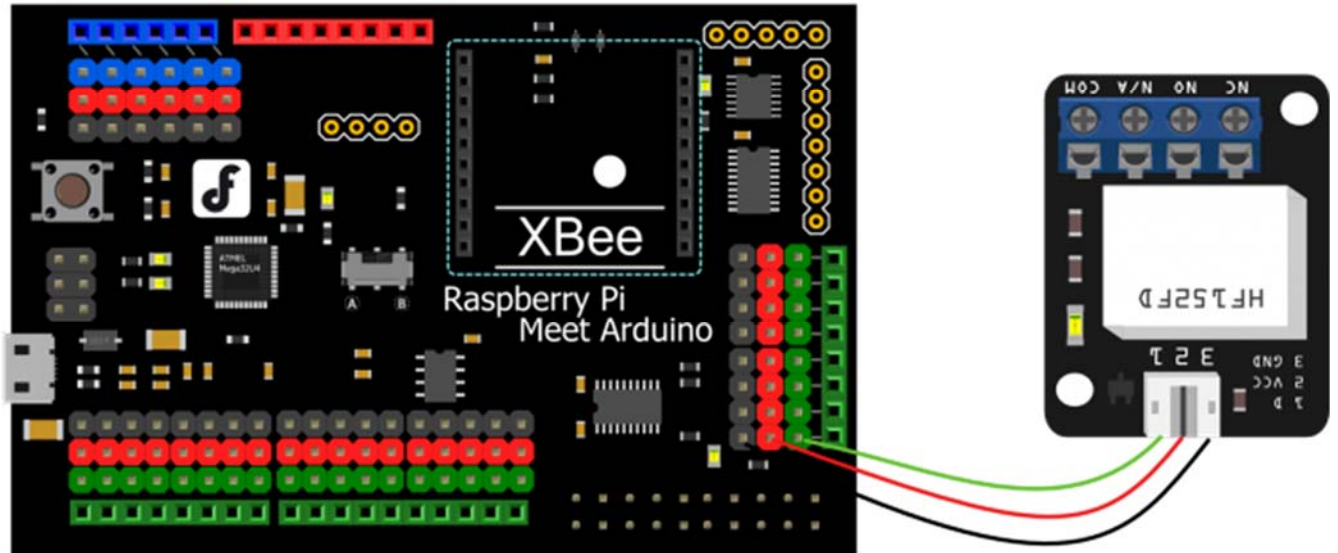 ATMEL
Mega32U4
A B
XBee
Raspberry Pi
Meet Arduino
COM N/A NO NC
HF152FD
1 2 3
3 GND
2 VCC
1 D